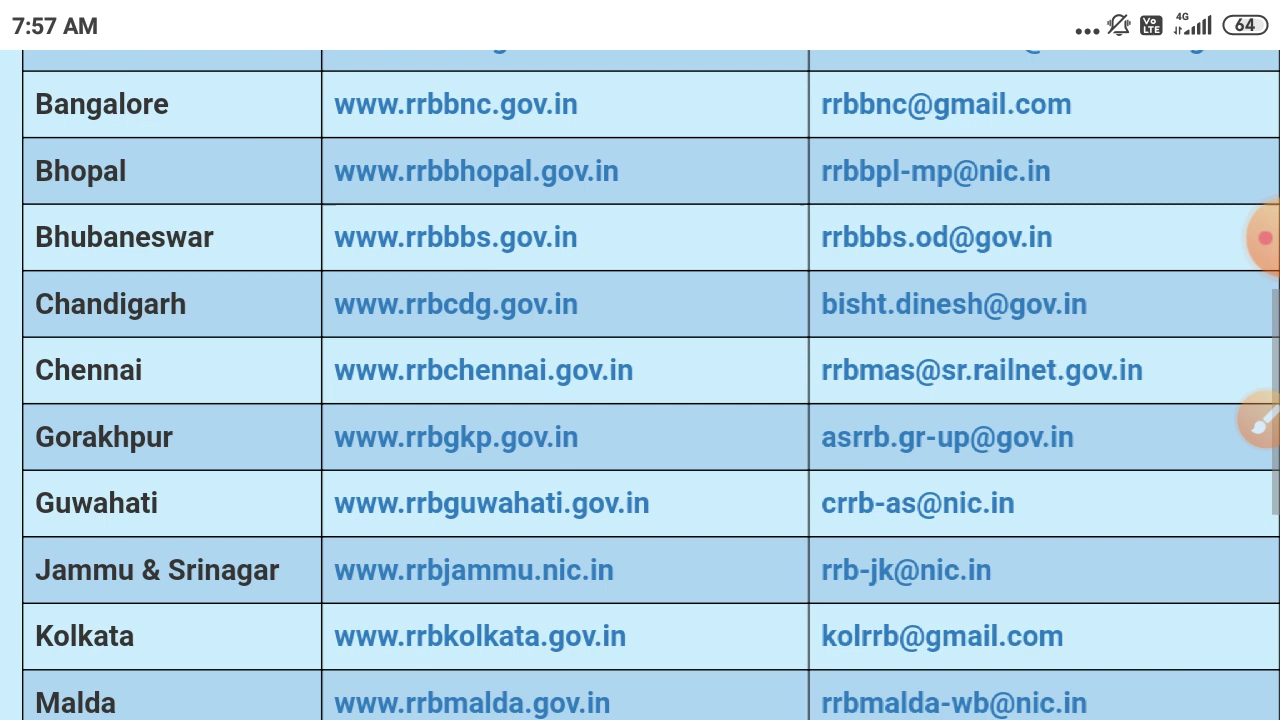 7:57 AM
4G
Vo LTE
64
Bangalore www.rrbbnc.gov.in rrbbnc@gmail.com
Bhopal www.rrbbhopal.gov.in rrbbpl-mp@nic.in
Bhubaneswar www.rrbbbs.gov.in rrbbbs.od@gov.in
Chandigarh www.rrbcdg.gov.in bisht.dinesh@gov.in
Chennai www.rrbchennai.gov.in rrbmas@sr.railnet.gov.in
Gorakhpur www.rrbgkp.gov.in asrrb.gr-up@gov.in
Guwahati www.rrbguwahati.gov.in crrb-as@nic.in
Jammu & Srinagar www.rrbjammu.nic.in rrb-jk@nic.in
Kolkata www.rrbkolkata.gov.in kolrrb@gmail.com
Malda www.rrbmalda.gov.in rrbmalda-wb@nic.in